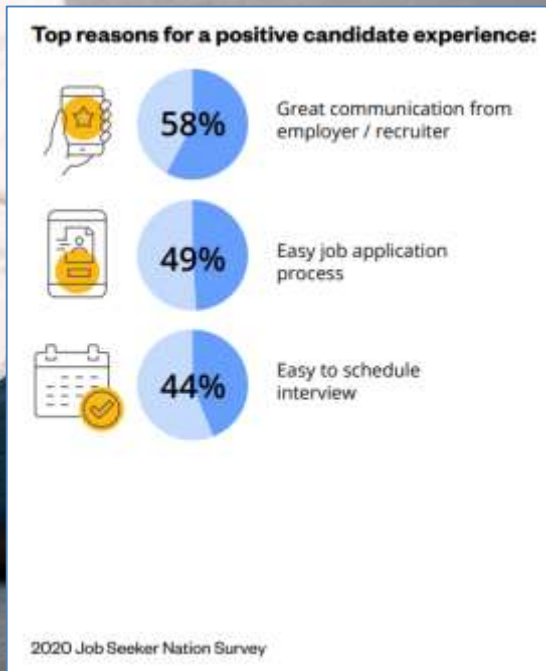 Top reasons for a positive candidate experience:
58%
Great communication from
employer / recruiter
49%
Easy job application
process
44%
Easy to schedule
interview
2020 Job Seeker Nation Survey